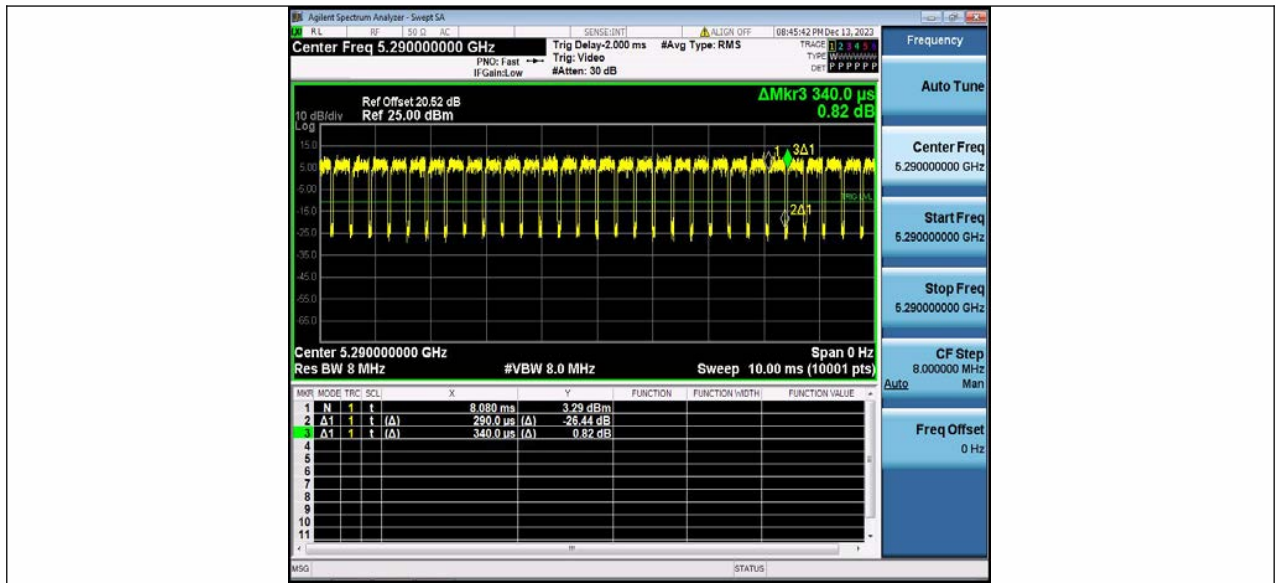 Agilent Spectrum Analyzer - Swept SA
RL RF 50 Ω AC SENSE:INT ALIGN OFF 08:45:42 PM Dec 13, 2023
Center Freq 5.290000000 GHz Trig Delay-2.000 ms #Avg Type: RMS TRACE 1 2 3 4 5 6
PNO: Fast Trig: Video TYPE W
IFGain:Low #Atten: 30 dB DET P P P P P P
ΔMkr3 340.0 µs
0.82 dB
Ref Offset 20.52 dB
10 dB/div Ref 25.00 dBm
Log
15.0
5.00
-5.00
-15.0
-25.0
-35.0
-45.0
-55.0
-65.0
1
3Δ1
TRIG LVL
2Δ1
Center 5.290000000 GHz Span 0 Hz
Res BW 8 MHz #VBW 8.0 MHz Sweep 10.00 ms (10001 pts)
MKR MODE TRC SCL X Y FUNCTION FUNCTION WIDTH FUNCTION VALUE
1 N 1 t 8.080 ms 3.29 dBm
2 Δ1 1 t (Δ) 290.0 µs (Δ) -26.44 dB
3 Δ1 1 t (Δ) 340.0 µs (Δ) 0.82 dB
4
5
6
7
8
9
10
11
MSG STATUS
Frequency
Auto Tune
Center Freq
5.290000000 GHz
Start Freq
5.290000000 GHz
Stop Freq
5.290000000 GHz
CF Step
8.000000 MHz
Auto Man
Freq Offset
0 Hz